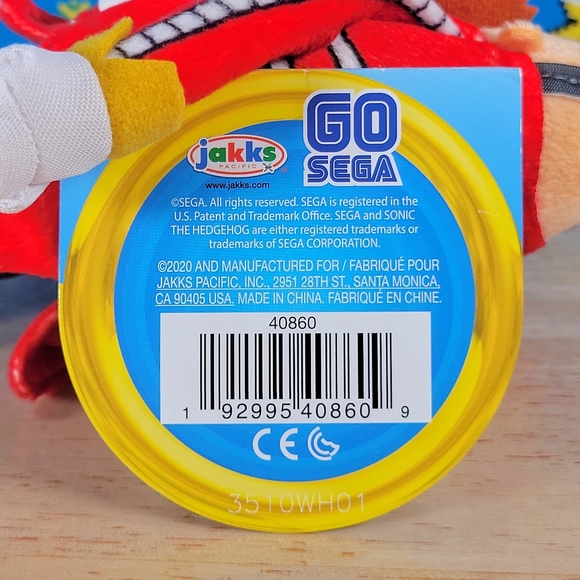 GO
SEGA
jakks
PACIFIC
®
www.jakks.com
©SEGA. All rights reserved. SEGA is registered in the
U.S. Patent and Trademark Office. SEGA and SONIC
THE HEDGEHOG are either registered trademarks or
trademarks of SEGA CORPORATION.
©2020 AND MANUFACTURED FOR / FABRIQUÉ POUR
JAKKS PACIFIC, INC., 2951 28TH ST., SANTA MONICA,
CA 90405 USA. MADE IN CHINA. FABRIQUÉ EN CHINE.
40860
1 92995 40860 9
CE
3510WH01